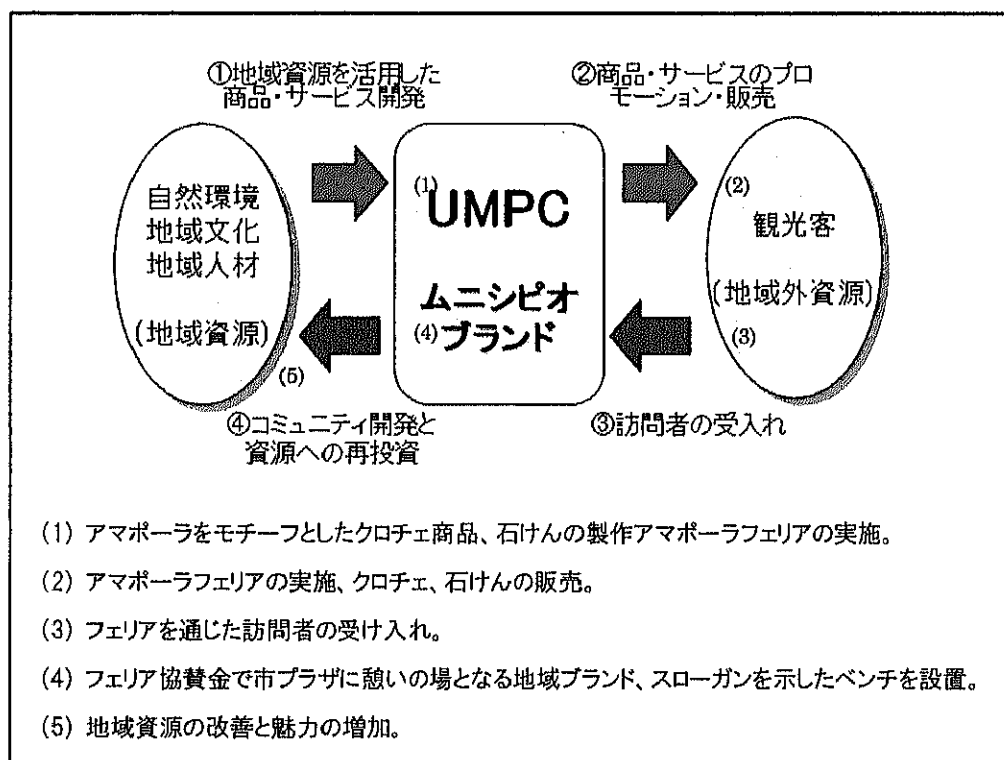 ①地域資源を活用した
商品・サービス開発
②商品・サービスのプロ
モーション・販売
自然環境
地域文化
地域人材
(地域資源)
(1)
UMPC
ムニシピオ
(4) ブランド
(2)
観光客
(地域外資源)
(3)
(5)
④コミュニティ開発と
資源への再投資
③訪問者の受入れ
(1) アマポーラをモチーフとしたクロチェ商品、石けんの製作アマポーラフェリアの実施。
(2) アマポーラフェリアの実施、クロチェ、石けんの販売。
(3) フェリアを通じた訪問者の受け入れ。
(4) フェリア協賛金で市プラザに憩いの場となる地域ブランド、スローガンを示したベンチを設置。
(5) 地域資源の改善と魅力の増加。